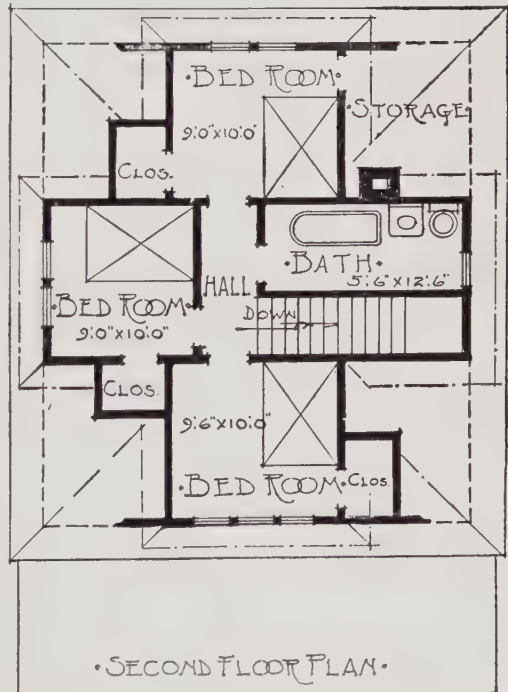 ·BED ROOM·
·STORAGE·
9'0"X10'0"
CLOS.
·BATH·
5'6"X12'6"
HALL
·BED ROOM·
9'0"X10'0"
DOWN
CLOS.
9'6"X10'0"
·BED ROOM·
CLOS.
·SECOND FLOOR PLAN·